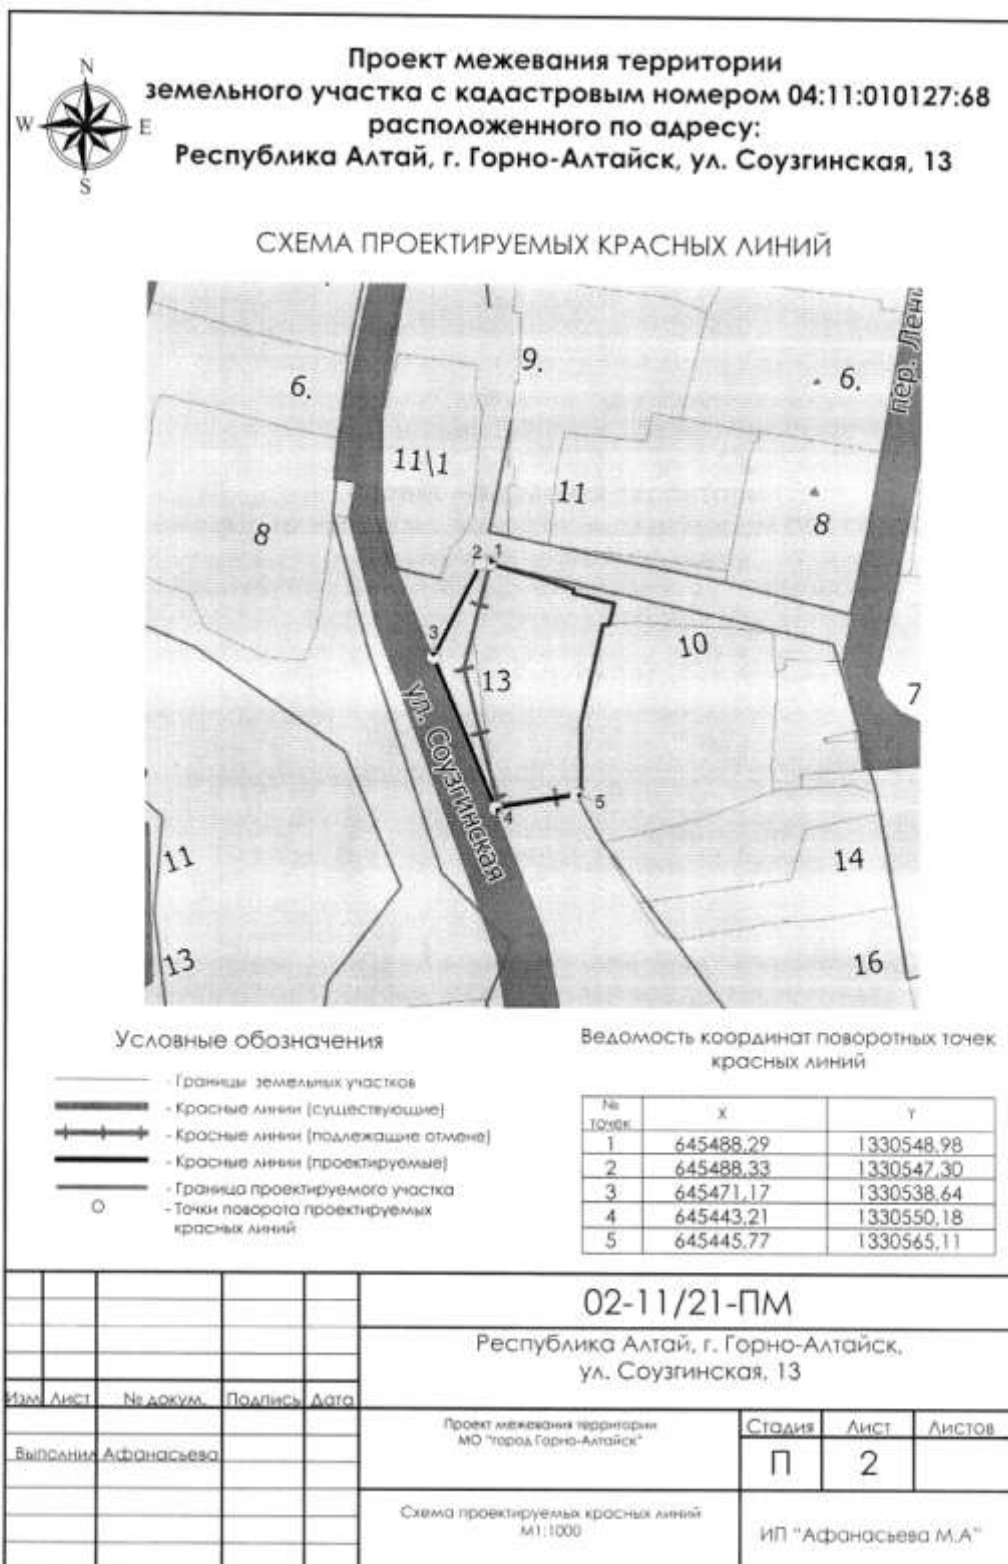 N
W E
S
Проект межевания территории
земельного участка с кадастровым номером 04:11:010127:68
расположенного по адресу:
Республика Алтай, г. Горно-Алтайск, ул. Соузгинская, 13
СХЕМА ПРОЕКТИРУЕМЫХ КРАСНЫХ ЛИНИЙ
6.
9.
6.
пер. Лен
11\1
11
8
8
2 1
3
10
13
7
ул. Соузгинская
4
5
11
14
13
16
Условные обозначения
- Границы земельных участков
- Красные линии (существующие)
- Красные линии (подлежащие отмене)
- Красные линии (проектируемые)
- Граница проектируемого участка
- Точки поворота проектируемых
красных линий
Ведомость координат поворотных точек
красных линий
№ точек X Y
1 645488,29 1330548,98
2 645488,33 1330547,30
3 645471,17 1330538,64
4 645443,21 1330550,18
5 645445,77 1330565,11
02-11/21-ПМ
Республика Алтай, г. Горно-Алтайск,
ул. Соузгинская, 13
Изм Лист № докум. Подпись Дата
Выполнил Афанасьева
Проект межевания территории
МО "город Горно-Алтайск"
Стадия Лист Листов
П 2
Схема проектируемых красных линий
М1:1000
ИП "Афанасьева М.А"